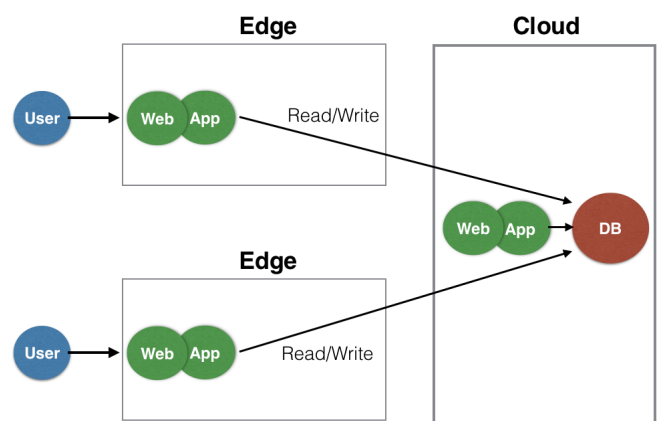 Edge
Cloud
User
Web
App
Read/Write
Web
App
DB
Edge
User
Web
App
Read/Write